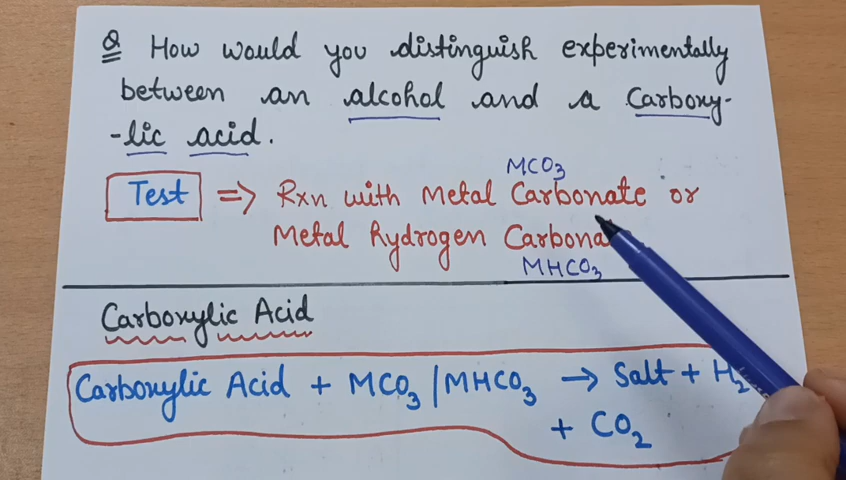 Q How would you distinguish experimentally
between an alcohol and a Carboxy-
-lic acid.
MCO₃
Test => Rxn with Metal Carbonate or
Metal Hydrogen
MHCO₃
Carboxylic Acid
Carboxylic Acid + MCO₃ | MHCO₃ → Salt + H₂
+ CO₂